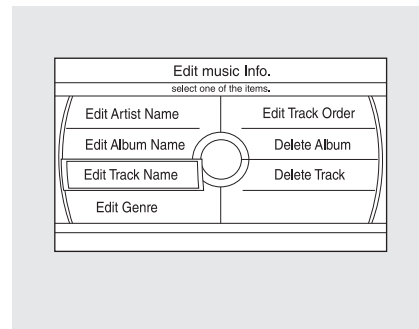 Edit music Info.
select one of the items.
Edit Artist Name
Edit Album Name
Edit Track Name
Edit Genre
Edit Track Order
Delete Album
Delete Track